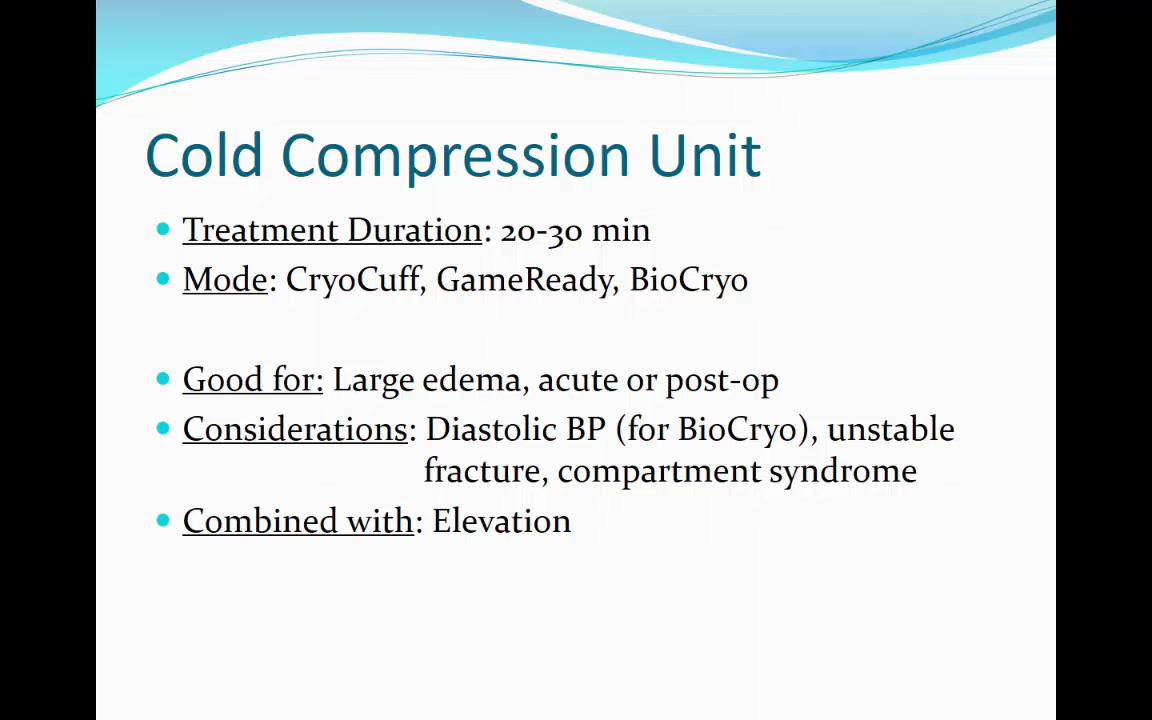 Cold Compression Unit
Treatment Duration: 20-30 min
Mode: CryoCuff, GameReady, BioCryo
Good for: Large edema, acute or post-op
Considerations: Diastolic BP (for BioCryo), unstable
fracture, compartment syndrome
Combined with: Elevation